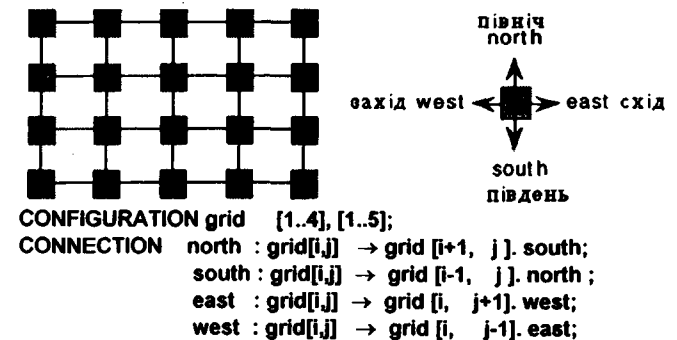 північ
north
захід west east схід
south
південь
CONFIGURATION grid [1..4], [1..5];
CONNECTION north : grid[i,j] → grid [i+1, j ]. south;
south : grid[i,j] → grid [i-1, j ]. north ;
east : grid[i,j] → grid [i, j+1]. west;
west : grid[i,j] → grid [i, j-1]. east;